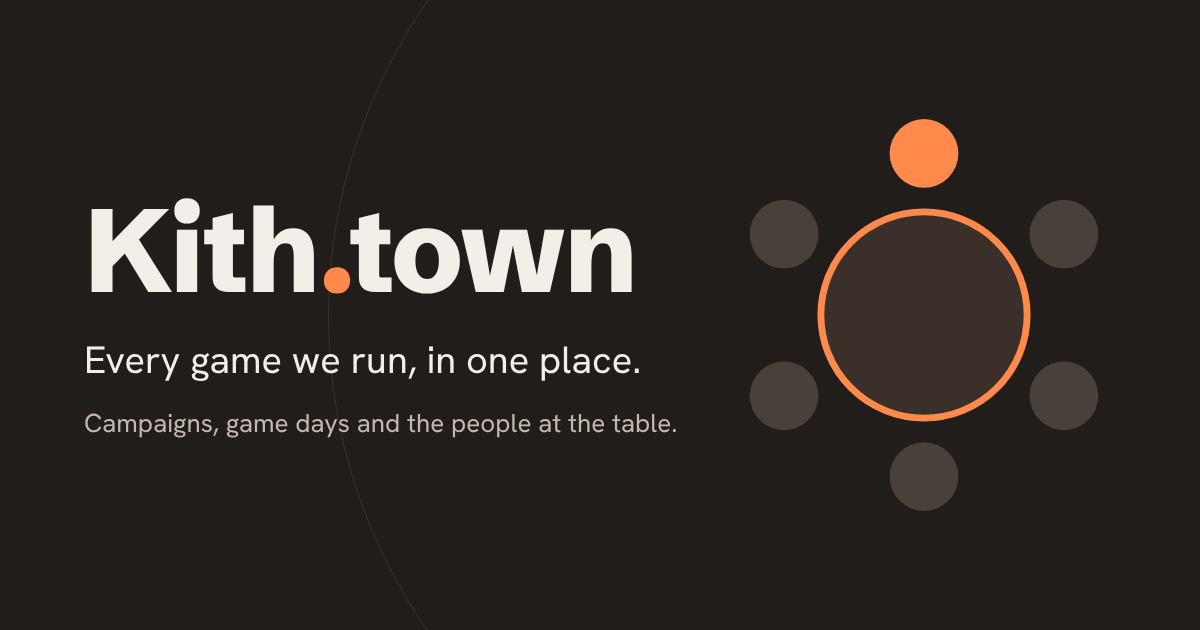 Kith.town
Every game we run, in one place.
Campaigns, game days and the people at the table.